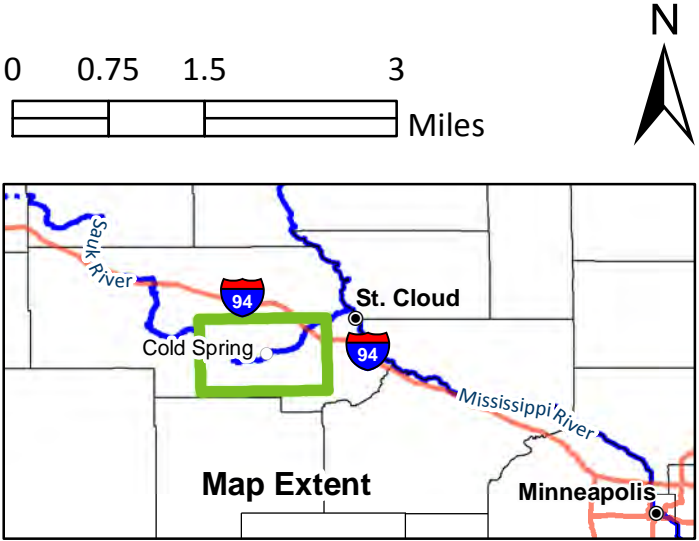 N
0 0.75 1.5 3
Miles
Sauk River
94
St. Cloud
Cold Spring
94
Mississippi River
Map Extent
Minneapolis